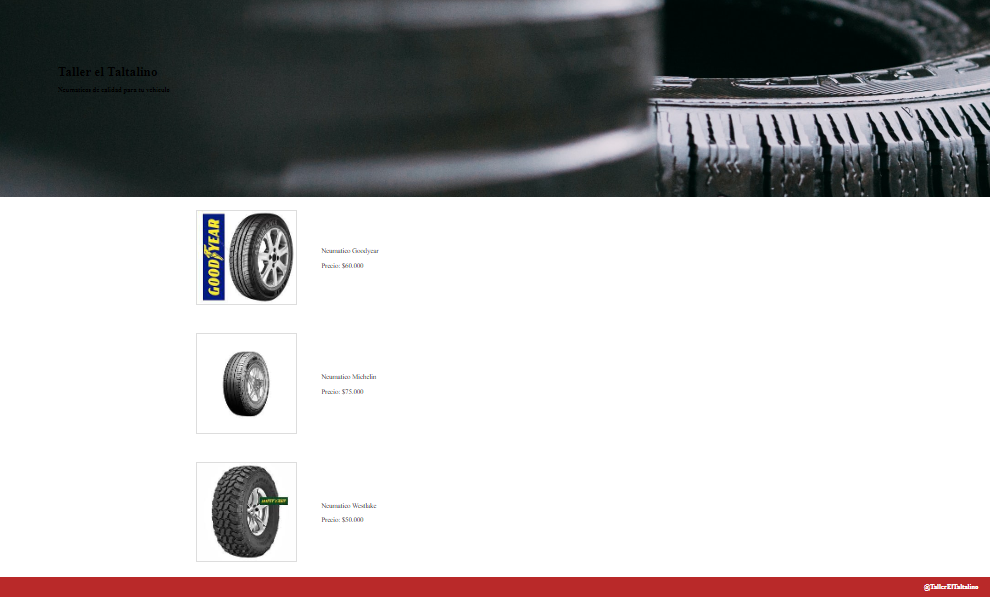 Taller el Taltalino
Neumaticos de calidad para tu vehiculo
GOODYEAR
Neumatico Goodyear
Precio: $60.000
Neumatico Michelin
Precio: $75.000
Neumatico Westlake
Precio: $50.000
@TallerElTaltalino